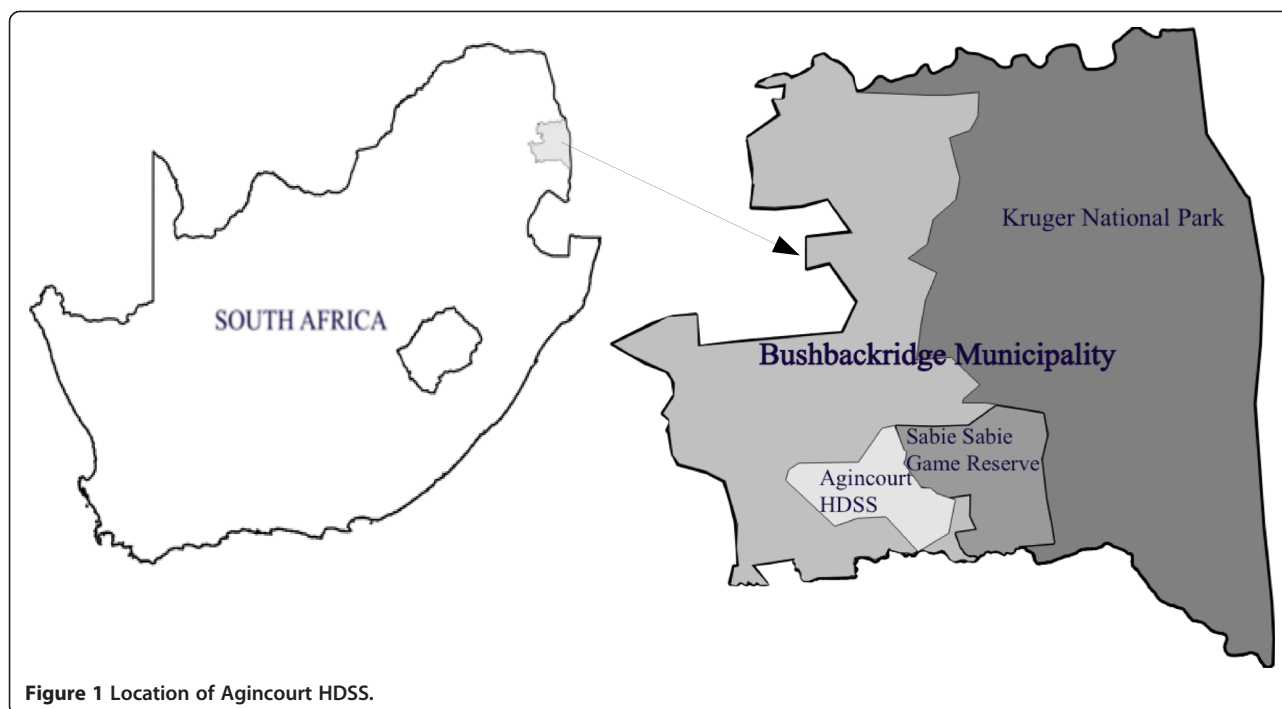 SOUTH AFRICA
Kruger National Park
Bushbackridge Municipality
Sabie Sabie
Game Reserve
Agincourt
HDSS
Figure 1 Location of Agincourt HDSS.